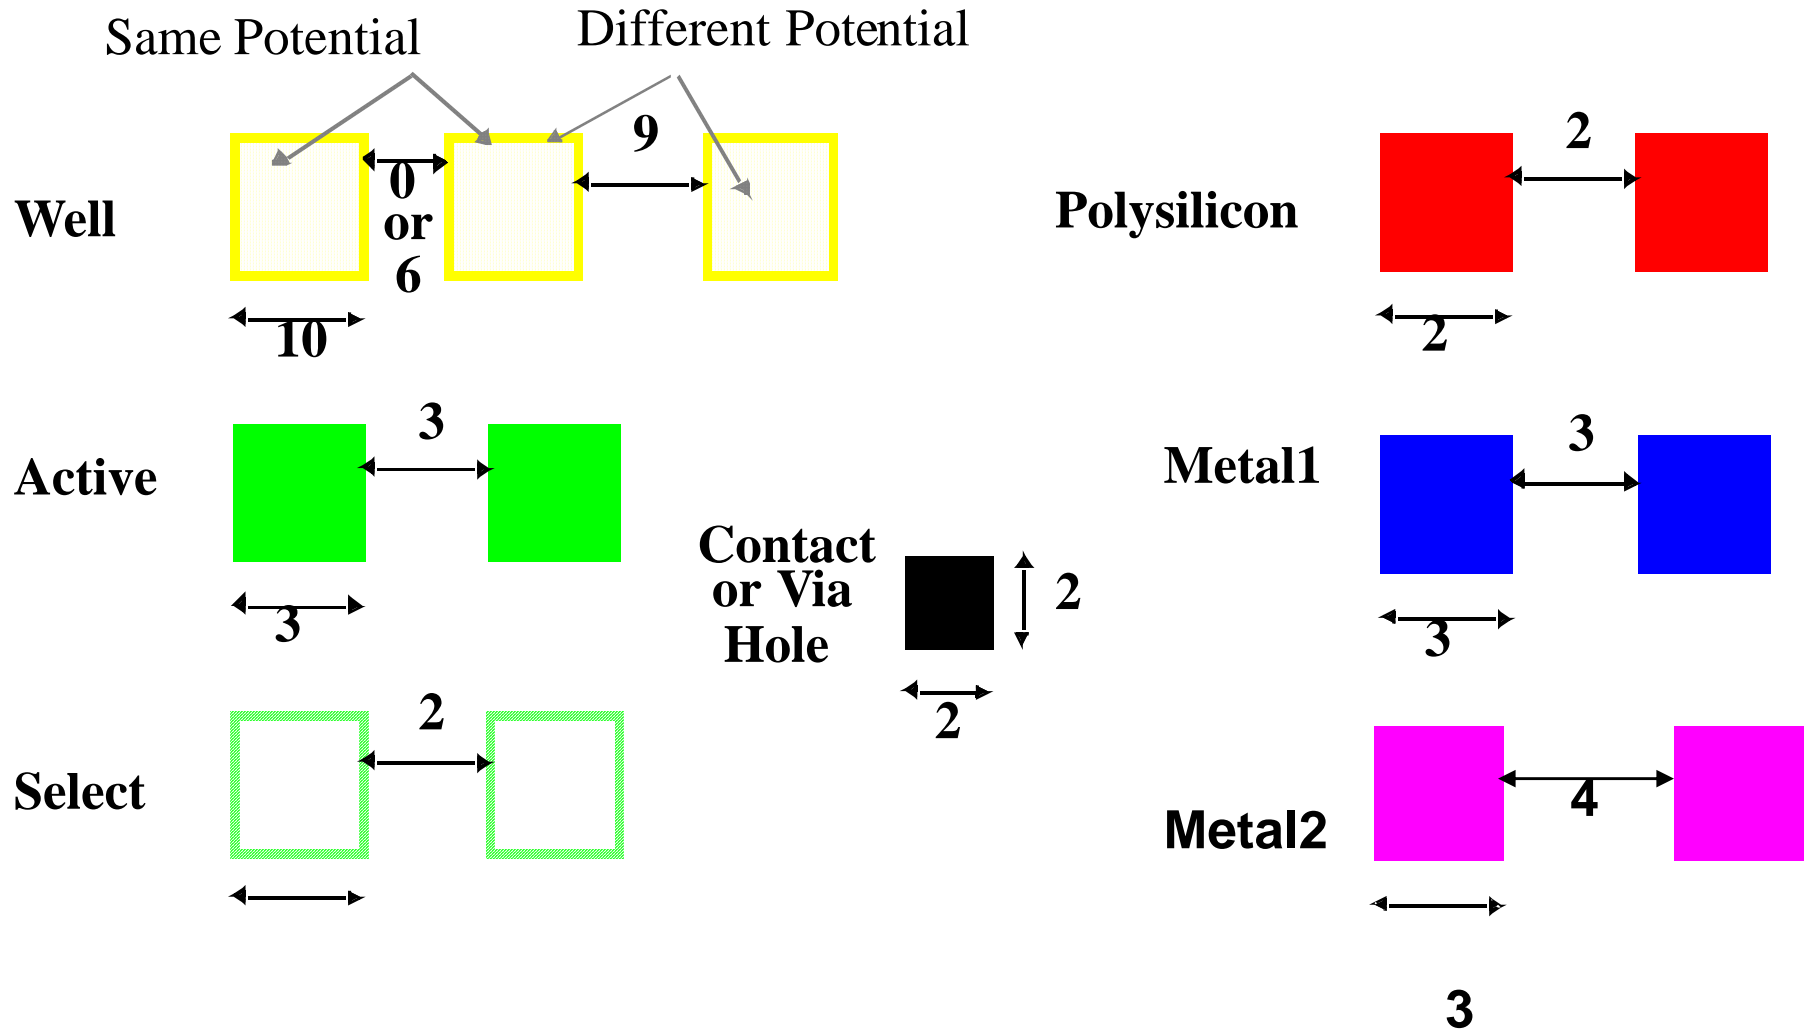 Same Potential
Different Potential
Well
0
or
6
9
10
Polysilicon
2
2
Active
3
3
Metal1
3
3
Contact
or Via
Hole
2
2
Select
2
Metal2
4
3